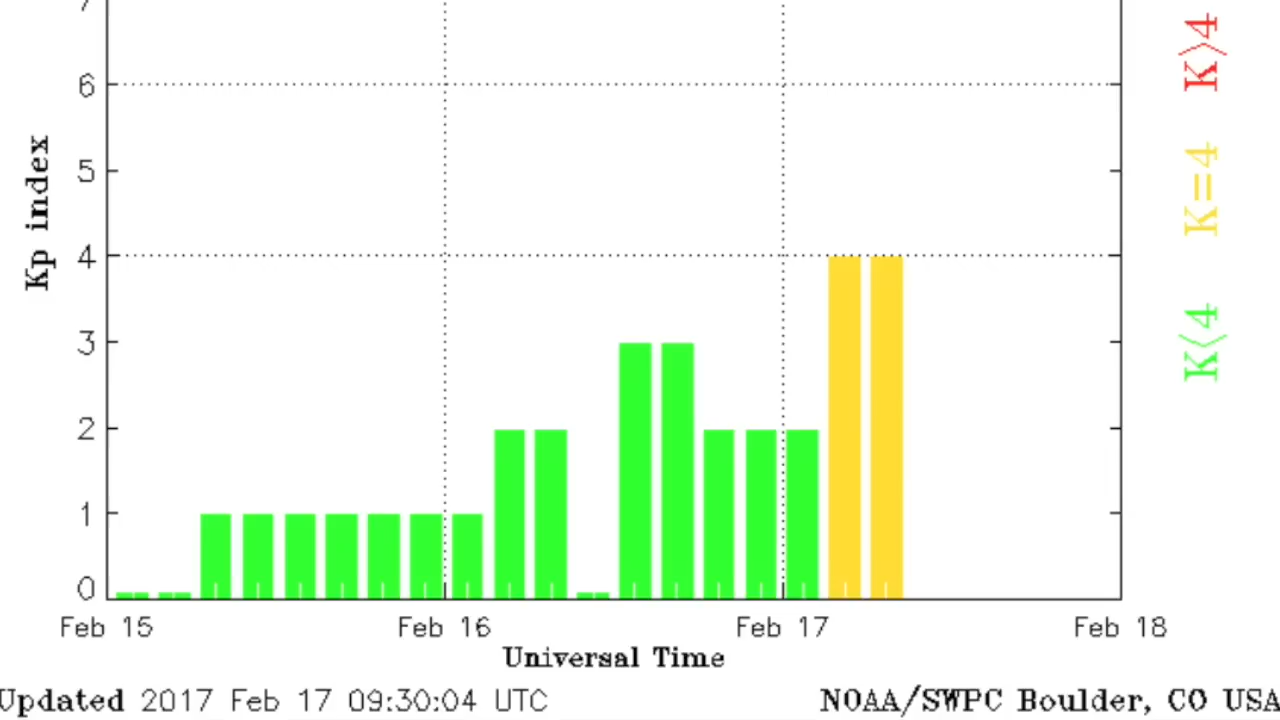 7
6
5
4
3
2
1
0
Kp index
K>4
K=4
K<4
Feb 15 Feb 16 Feb 17 Feb 18
Universal Time
Updated 2017 Feb 17 09:30:04 UTC
NOAA/SWPC Boulder, CO USA